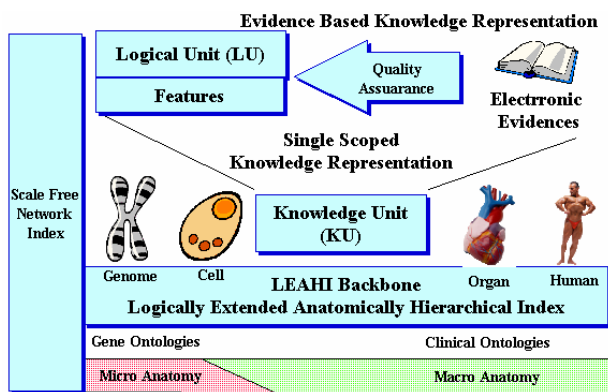 Evidence Based Knowledge Representation
Logical Unit (LU)
Features
Quality
Assuarance
Electrronic
Evidences
Single Scoped
Knowledge Representation
Scale Free
Network
Index
Knowledge Unit
(KU)
Genome
Cell
Organ
Human
LEAHI Backbone
Logically Extended Anatomically Hierarchical Index
Gene Ontologies
Clinical Ontologies
Micro Anatomy
Macro Anatomy